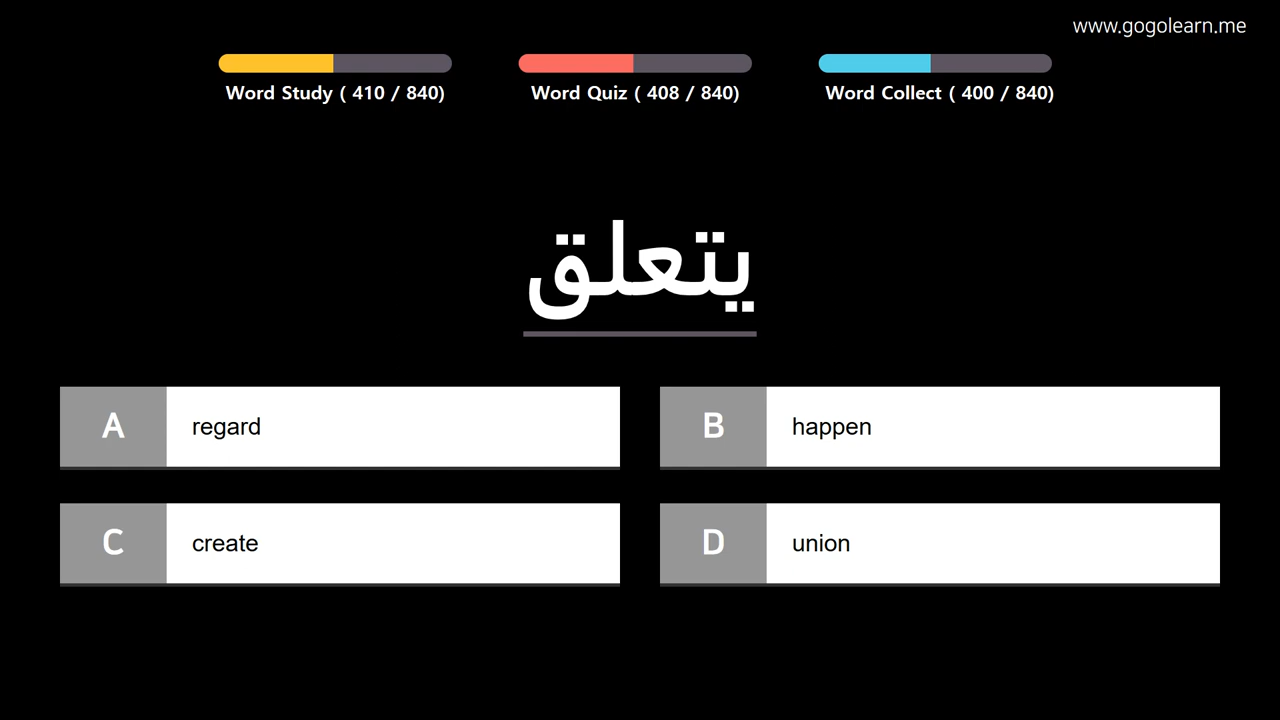 www.gogolearn.me
Word Study ( 410 / 840)
Word Quiz ( 408 / 840)
Word Collect ( 400 / 840)
يتعلق
A regard
B happen
C create
D union